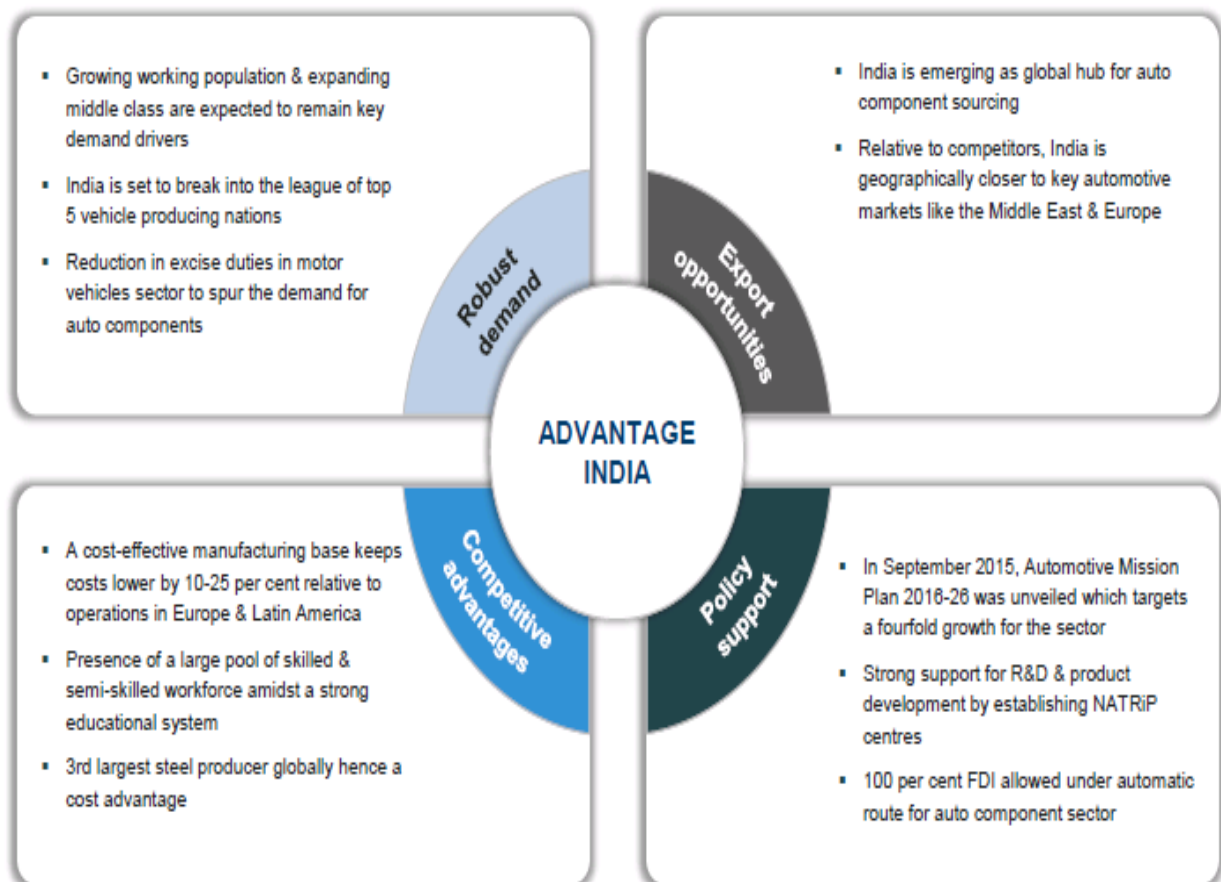 ▪ Growing working population & expanding
middle class are expected to remain key
demand drivers
▪ India is set to break into the league of top
5 vehicle producing nations
▪ Reduction in excise duties in motor
vehicles sector to spur the demand for
auto components
Robust
demand
▪ India is emerging as global hub for auto
component sourcing
▪ Relative to competitors, India is
geographically closer to key automotive
markets like the Middle East & Europe
Export
opportunities
ADVANTAGE
INDIA
▪ A cost-effective manufacturing base keeps
costs lower by 10-25 per cent relative to
operations in Europe & Latin America
▪ Presence of a large pool of skilled &
semi-skilled workforce amidst a strong
educational system
▪ 3rd largest steel producer globally hence a
cost advantage
Competitive
advantages
Policy
support
▪ In September 2015, Automotive Mission
Plan 2016-26 was unveiled which targets
a fourfold growth for the sector
▪ Strong support for R&D & product
development by establishing NATRiP
centres
▪ 100 per cent FDI allowed under automatic
route for auto component sector